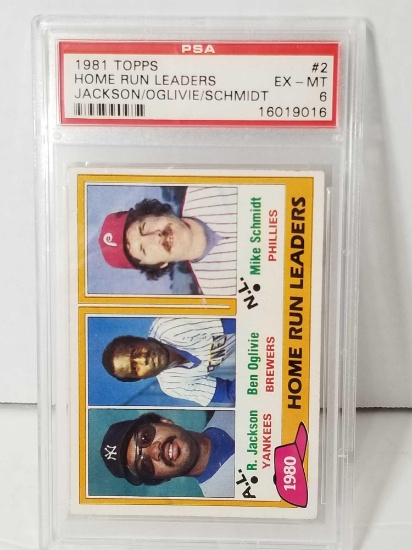 PSA
1981 TOPPS #2
HOME RUN LEADERS EX - MT
JACKSON/OGLIVIE/SCHMIDT 6
16019016
A.L.
R. Jackson
YANKEES
Ben Oglivie
BREWERS
N.L.
Mike Schmidt
PHILLIES
1980
HOME RUN LEADERS